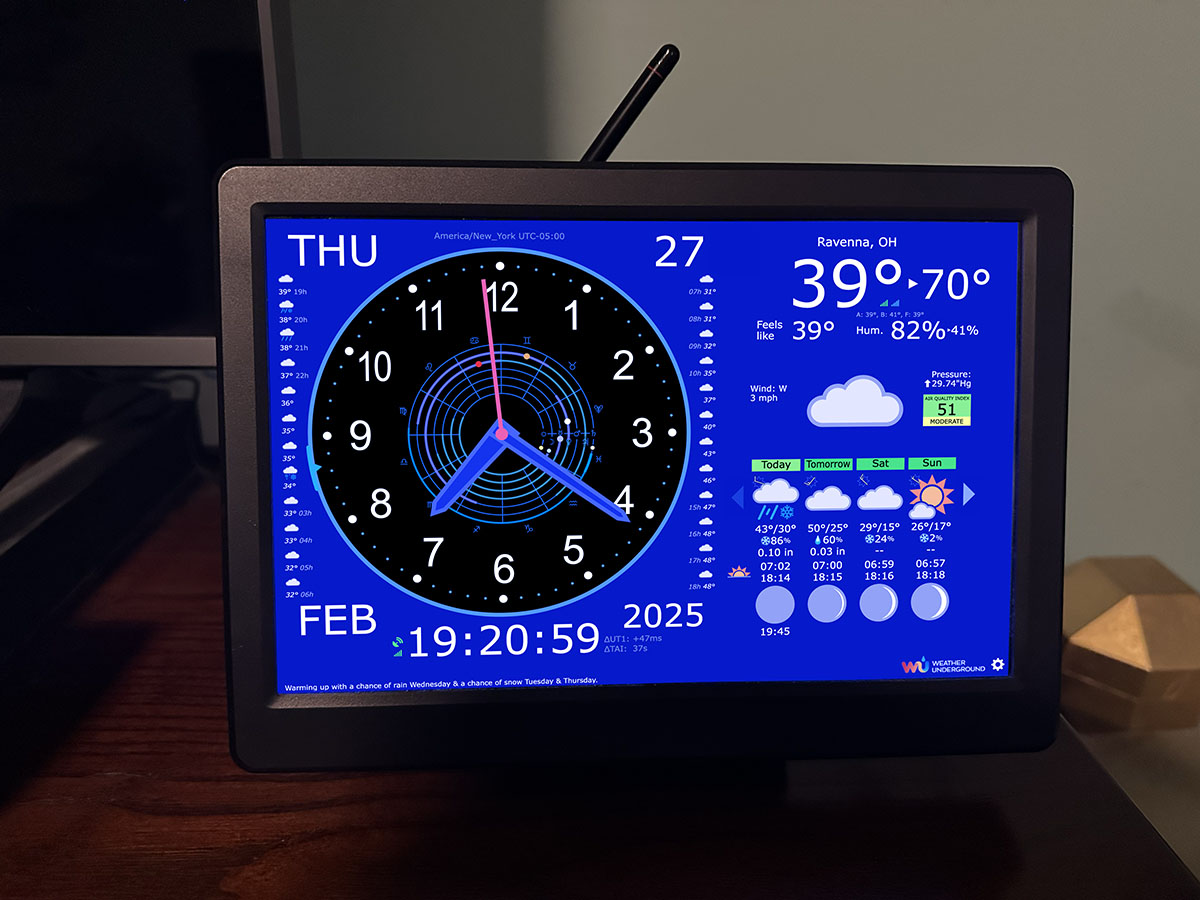 THU
America/New_York UTC-05:00
27
39° 19h
38° 20h
38° 21h
37° 22h
36°
35°
35°
34°
33° 03h
33° 04h
32° 05h
32° 06h
12
1
2
3
4
5
6
7
8
9
10
11
07h 31°
08h 31°
09h 32°
10h 35°
37°
40°
43°
46°
15h 47°
16h 48°
17h 48°
18h 48°
FEB
19:20:59
ΔUT1: +47ms
ΔTAI: 37s
2025
Warming up with a chance of rain Wednesday & a chance of snow Tuesday & Thursday.
Ravenna, OH
39°▸70°
A: 39°, B: 41°, F: 39°
Feels like 39° Hum. 82%▸41%
Wind: W
3 mph
Pressure:
⬆29.74"Hg
AIR QUALITY INDEX
51
MODERATE
Today Tomorrow Sat Sun
43°/30° 50°/25° 29°/15° 26°/17°
86% 60% 24% 2%
0.10 in 0.03 in -- --
07:02 07:00 06:59 06:57
18:14 18:15 18:16 18:18
19:45
WU WEATHER
UNDERGROUND